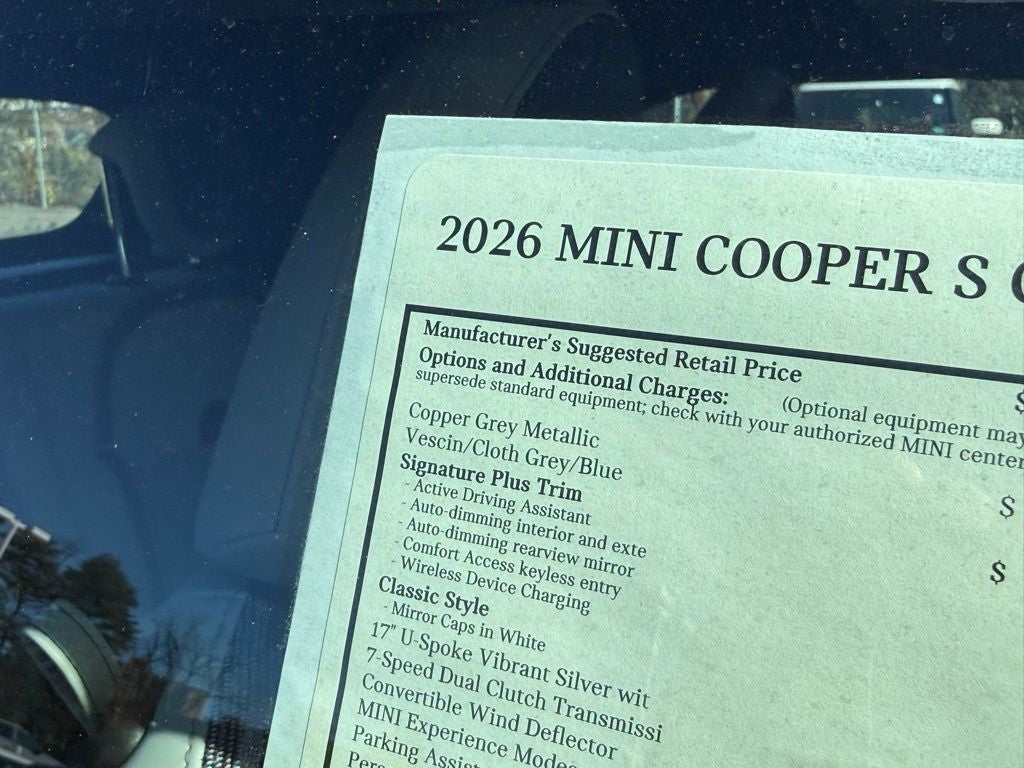 2026 MINI COOPER S
Manufacturer's Suggested Retail Price
Options and Additional Charges: (Optional equipment may
supersede standard equipment; check with your authorized MINI center
$
Copper Grey Metallic
Vescin/Cloth Grey/Blue
$
Signature Plus Trim
$
- Active Driving Assistant
- Auto-dimming interior and exte
- Auto-dimming rearview mirror
- Comfort Access keyless entry
- Wireless Device Charging
Classic Style
- Mirror Caps in White
17" U-Spoke Vibrant Silver wit
7-Speed Dual Clutch Transmissi
Convertible Wind Deflector
MINI Experience Modes
Parking Assist